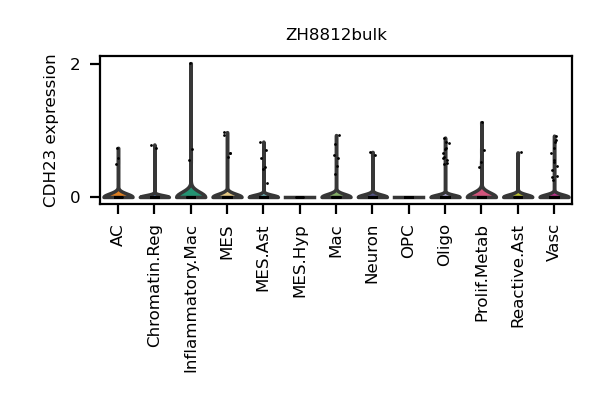 ZH8812bulk
CDH23 expression
2
0
AC
Chromatin.Reg
Inflammatory.Mac
MES
MES.Ast
MES.Hyp
Mac
Neuron
OPC
Oligo
Prolif.Metab
Reactive.Ast
Vasc